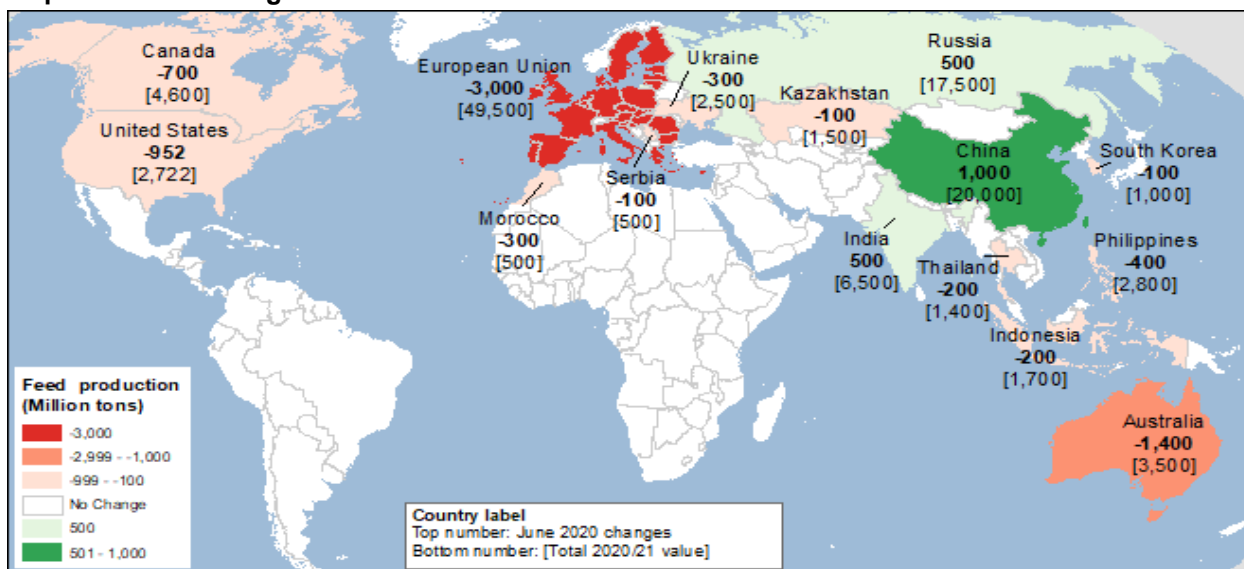 Canada
-700
[4,600]
United States
-952
[2,722]
European Union
-3,000
[49,500]
Ukraine
-300
[2,500]
Russia
500
[17,500]
Kazakhstan
-100
[1,500]
China
1,000
[20,000]
South Korea
-100
[1,000]
Serbia
-100
[500]
Morocco
-300
[500]
India
500
[6,500]
Thailand
-200
[1,400]
Philippines
-400
[2,800]
Indonesia
-200
[1,700]
Australia
-1,400
[3,500]
Feed production
(Million tons)
-3,000
-2,999 - -1,000
-999 - -100
No Change
500
501 - 1,000
Country label
Top number: June 2020 changes
Bottom number: [Total 2020/21 value]